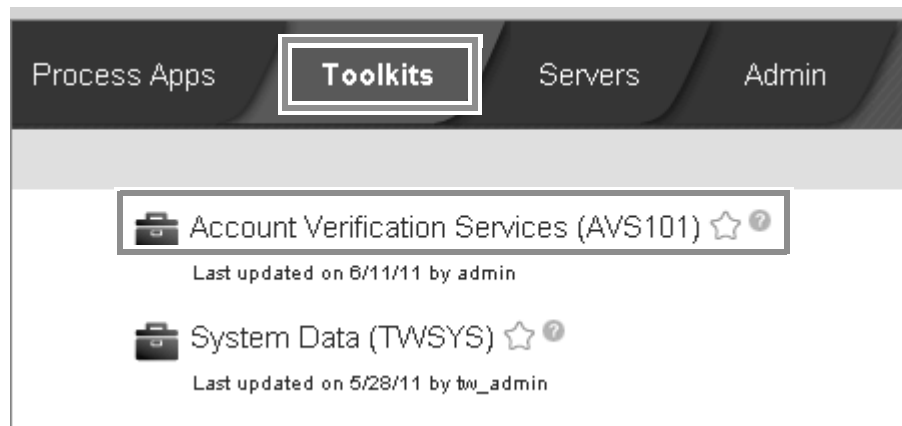 Process Apps Toolkits Servers Admin
Account Verification Services (AVS101)
Last updated on 6/11/11 by admin
System Data (TWSYS)
Last updated on 5/28/11 by tw_admin